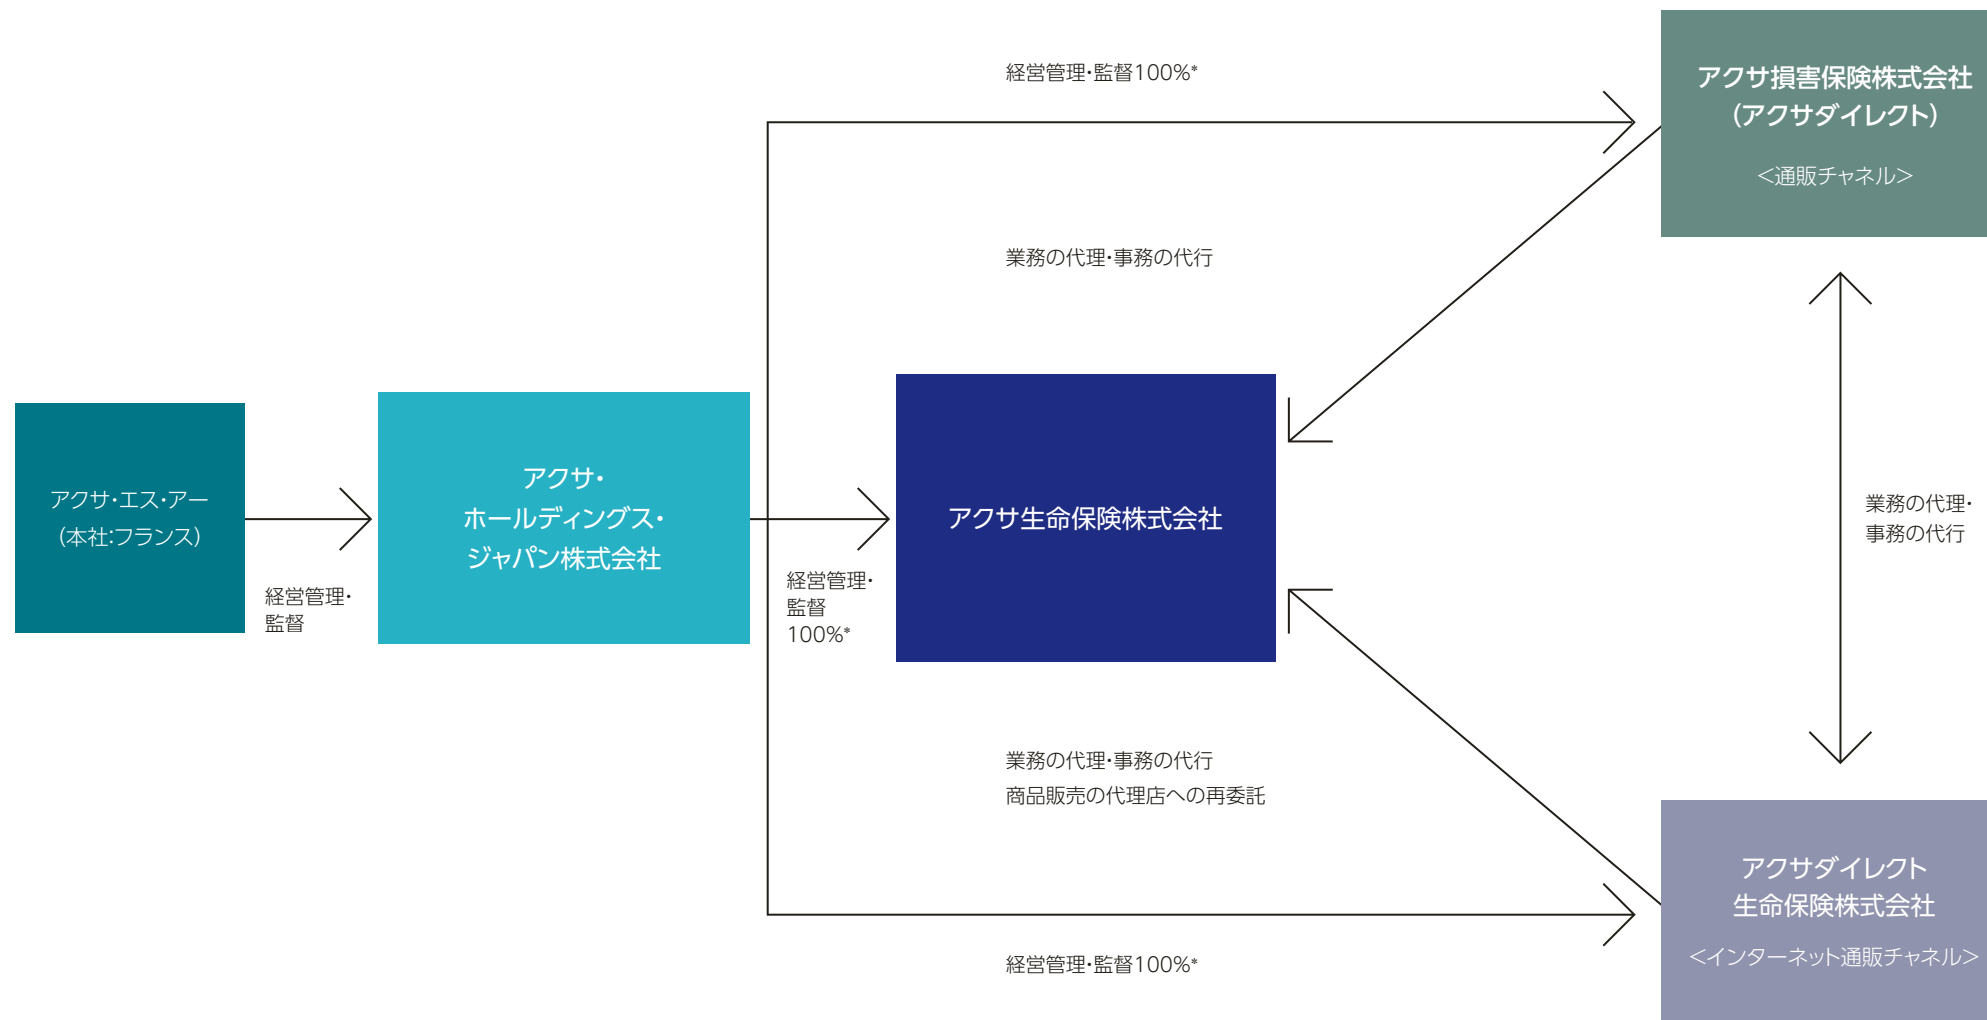 アクサ・エス・アー
(本社:フランス)
経営管理・
監督
アクサ・
ホールディングス・
ジャパン株式会社
経営管理・監督100%*
業務の代理・事務の代行
経営管理・
監督
100%*
アクサ生命保険株式会社
業務の代理・事務の代行
商品販売の代理店への再委託
経営管理・監督100%*
アクサ損害保険株式会社
(アクサダイレクト)
<通販チャネル>
業務の代理・
事務の代行
アクサダイレクト
生命保険株式会社
<インターネット通販チャネル>